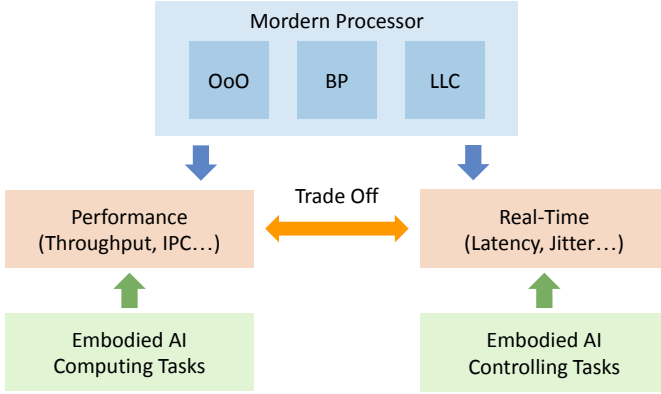 Mordern Processor
OoO
BP
LLC
Trade Off
Performance
(Throughput, IPC...)
Real-Time
(Latency, Jitter...)
Embodied AI
Computing Tasks
Embodied AI
Controlling Tasks